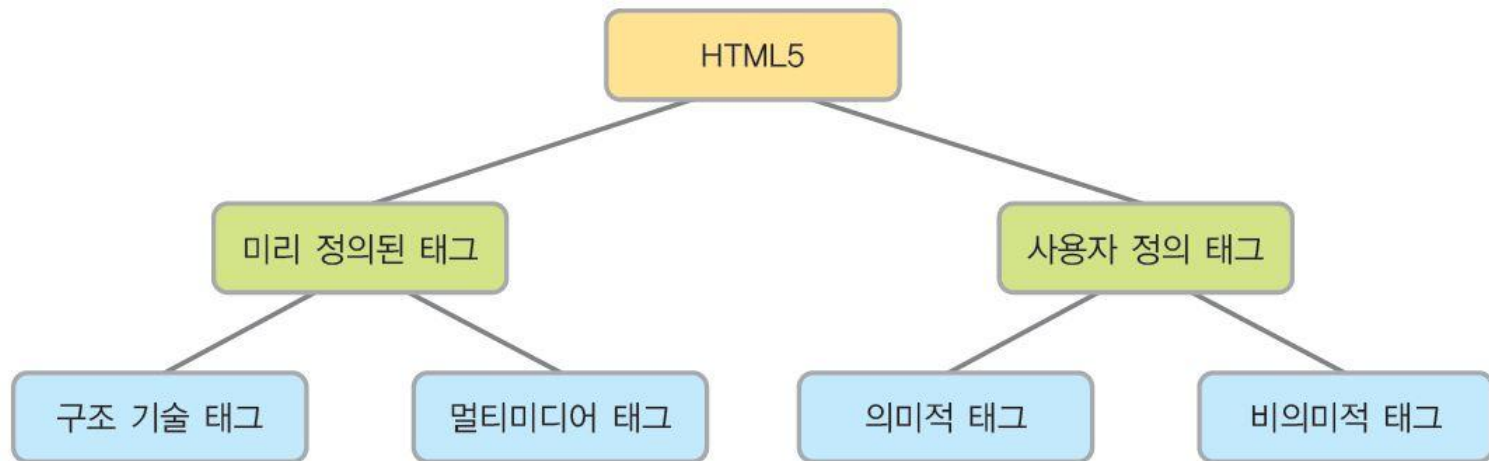 HTML5
미리 정의된 태그
사용자 정의 태그
구조 기술 태그
멀티미디어 태그
의미적 태그
비의미적 태그